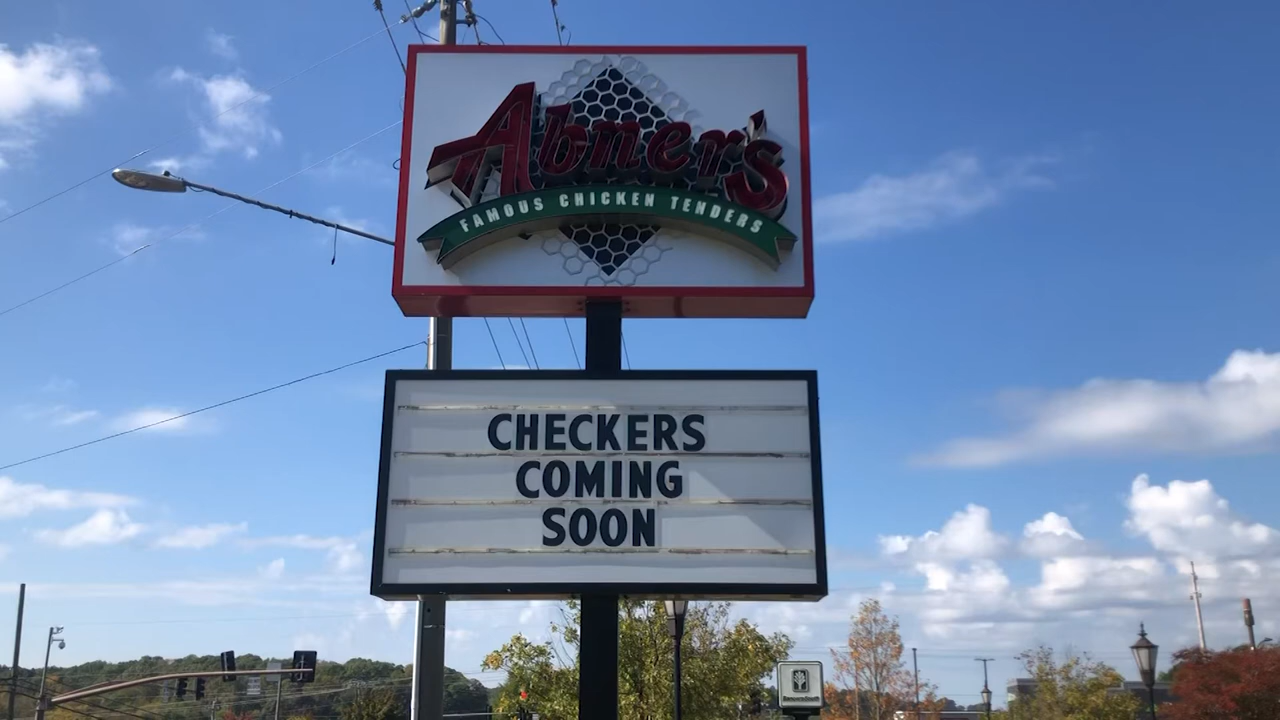 Abner's
FAMOUS CHICKEN TENDERS
CHECKERS
COMING
SOON